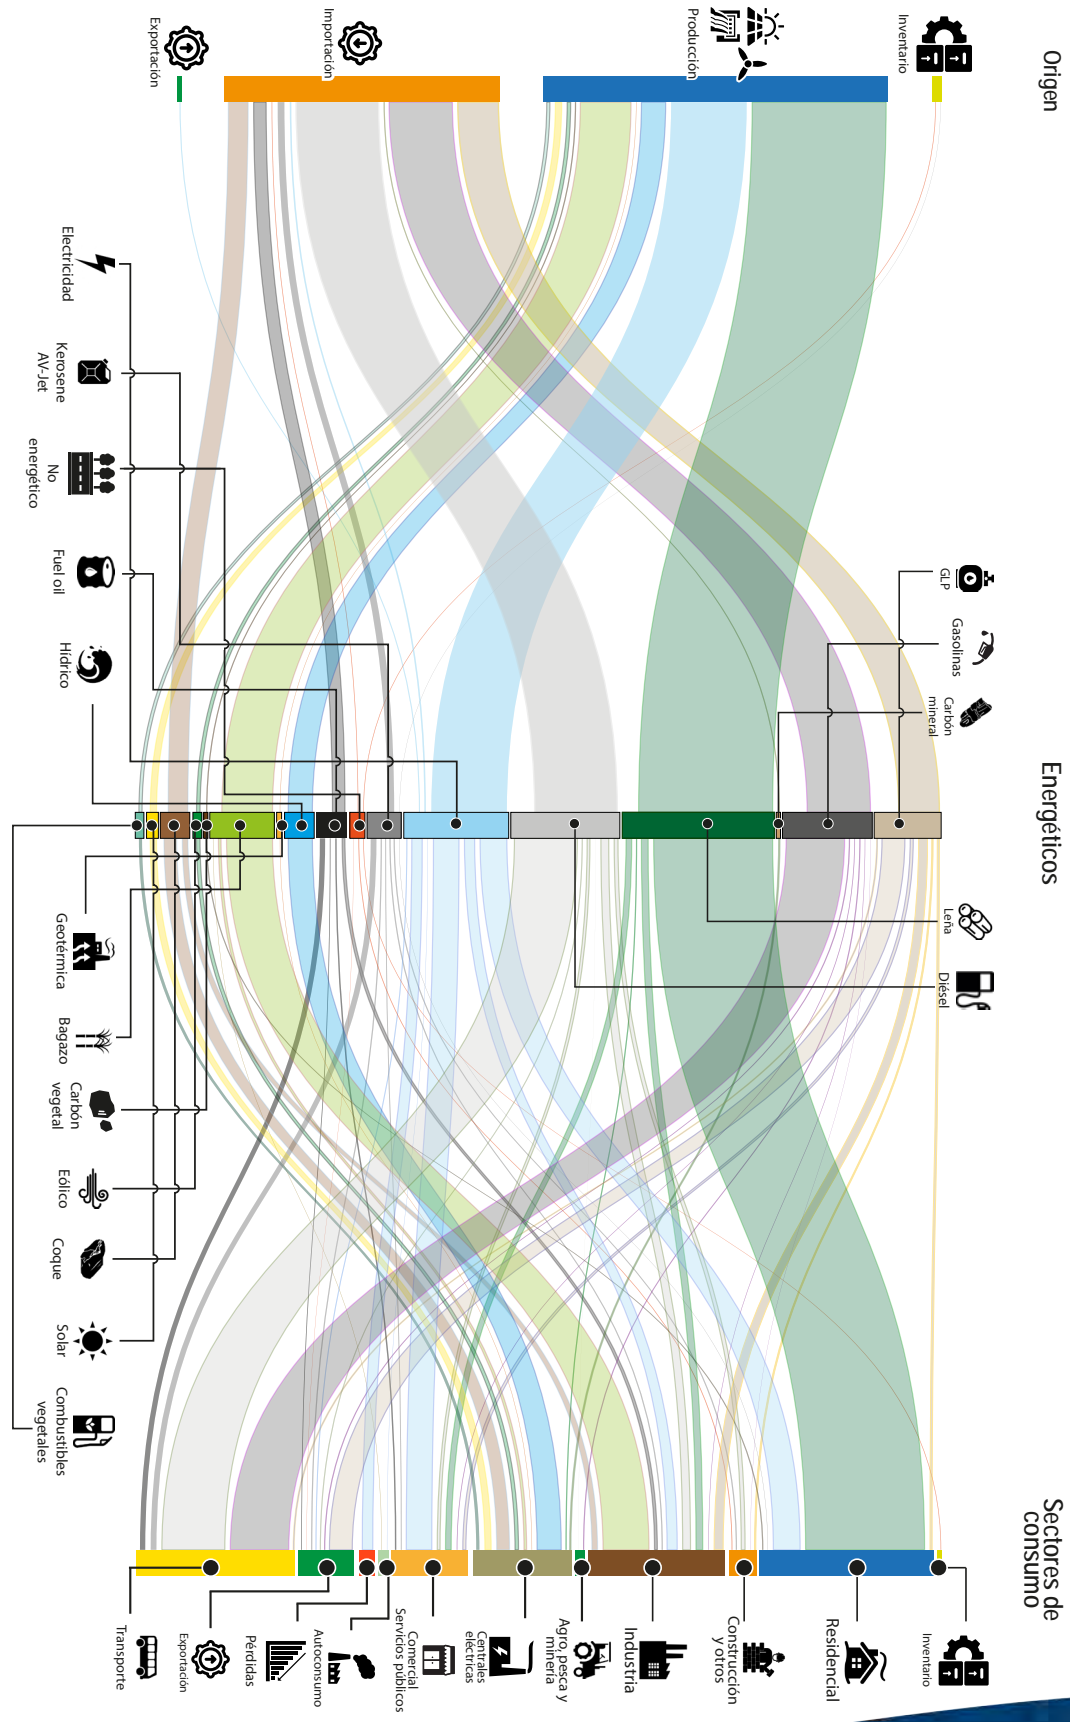 Origen
Inventario
Producción
Importación
Exportación
Energéticos
GLP
Gasolinas
Carbón
mineral
Leña
Diésel
Electricidad
Kerosene
AV-Jet
No
energético
Fuel oil
Hídrico
Geotérmica
Bagazo
Carbón
vegetal
Eólico
Coque
Solar
Combustibles
vegetales
Sectores de
consumo
Inventario
Residencial
Construcción
y otros
Industria
Agro, pesca y
minería
Centrales
eléctricas
Comercial
Servicios públicos
Autoconsumo
Pérdidas
Exportación
Transporte